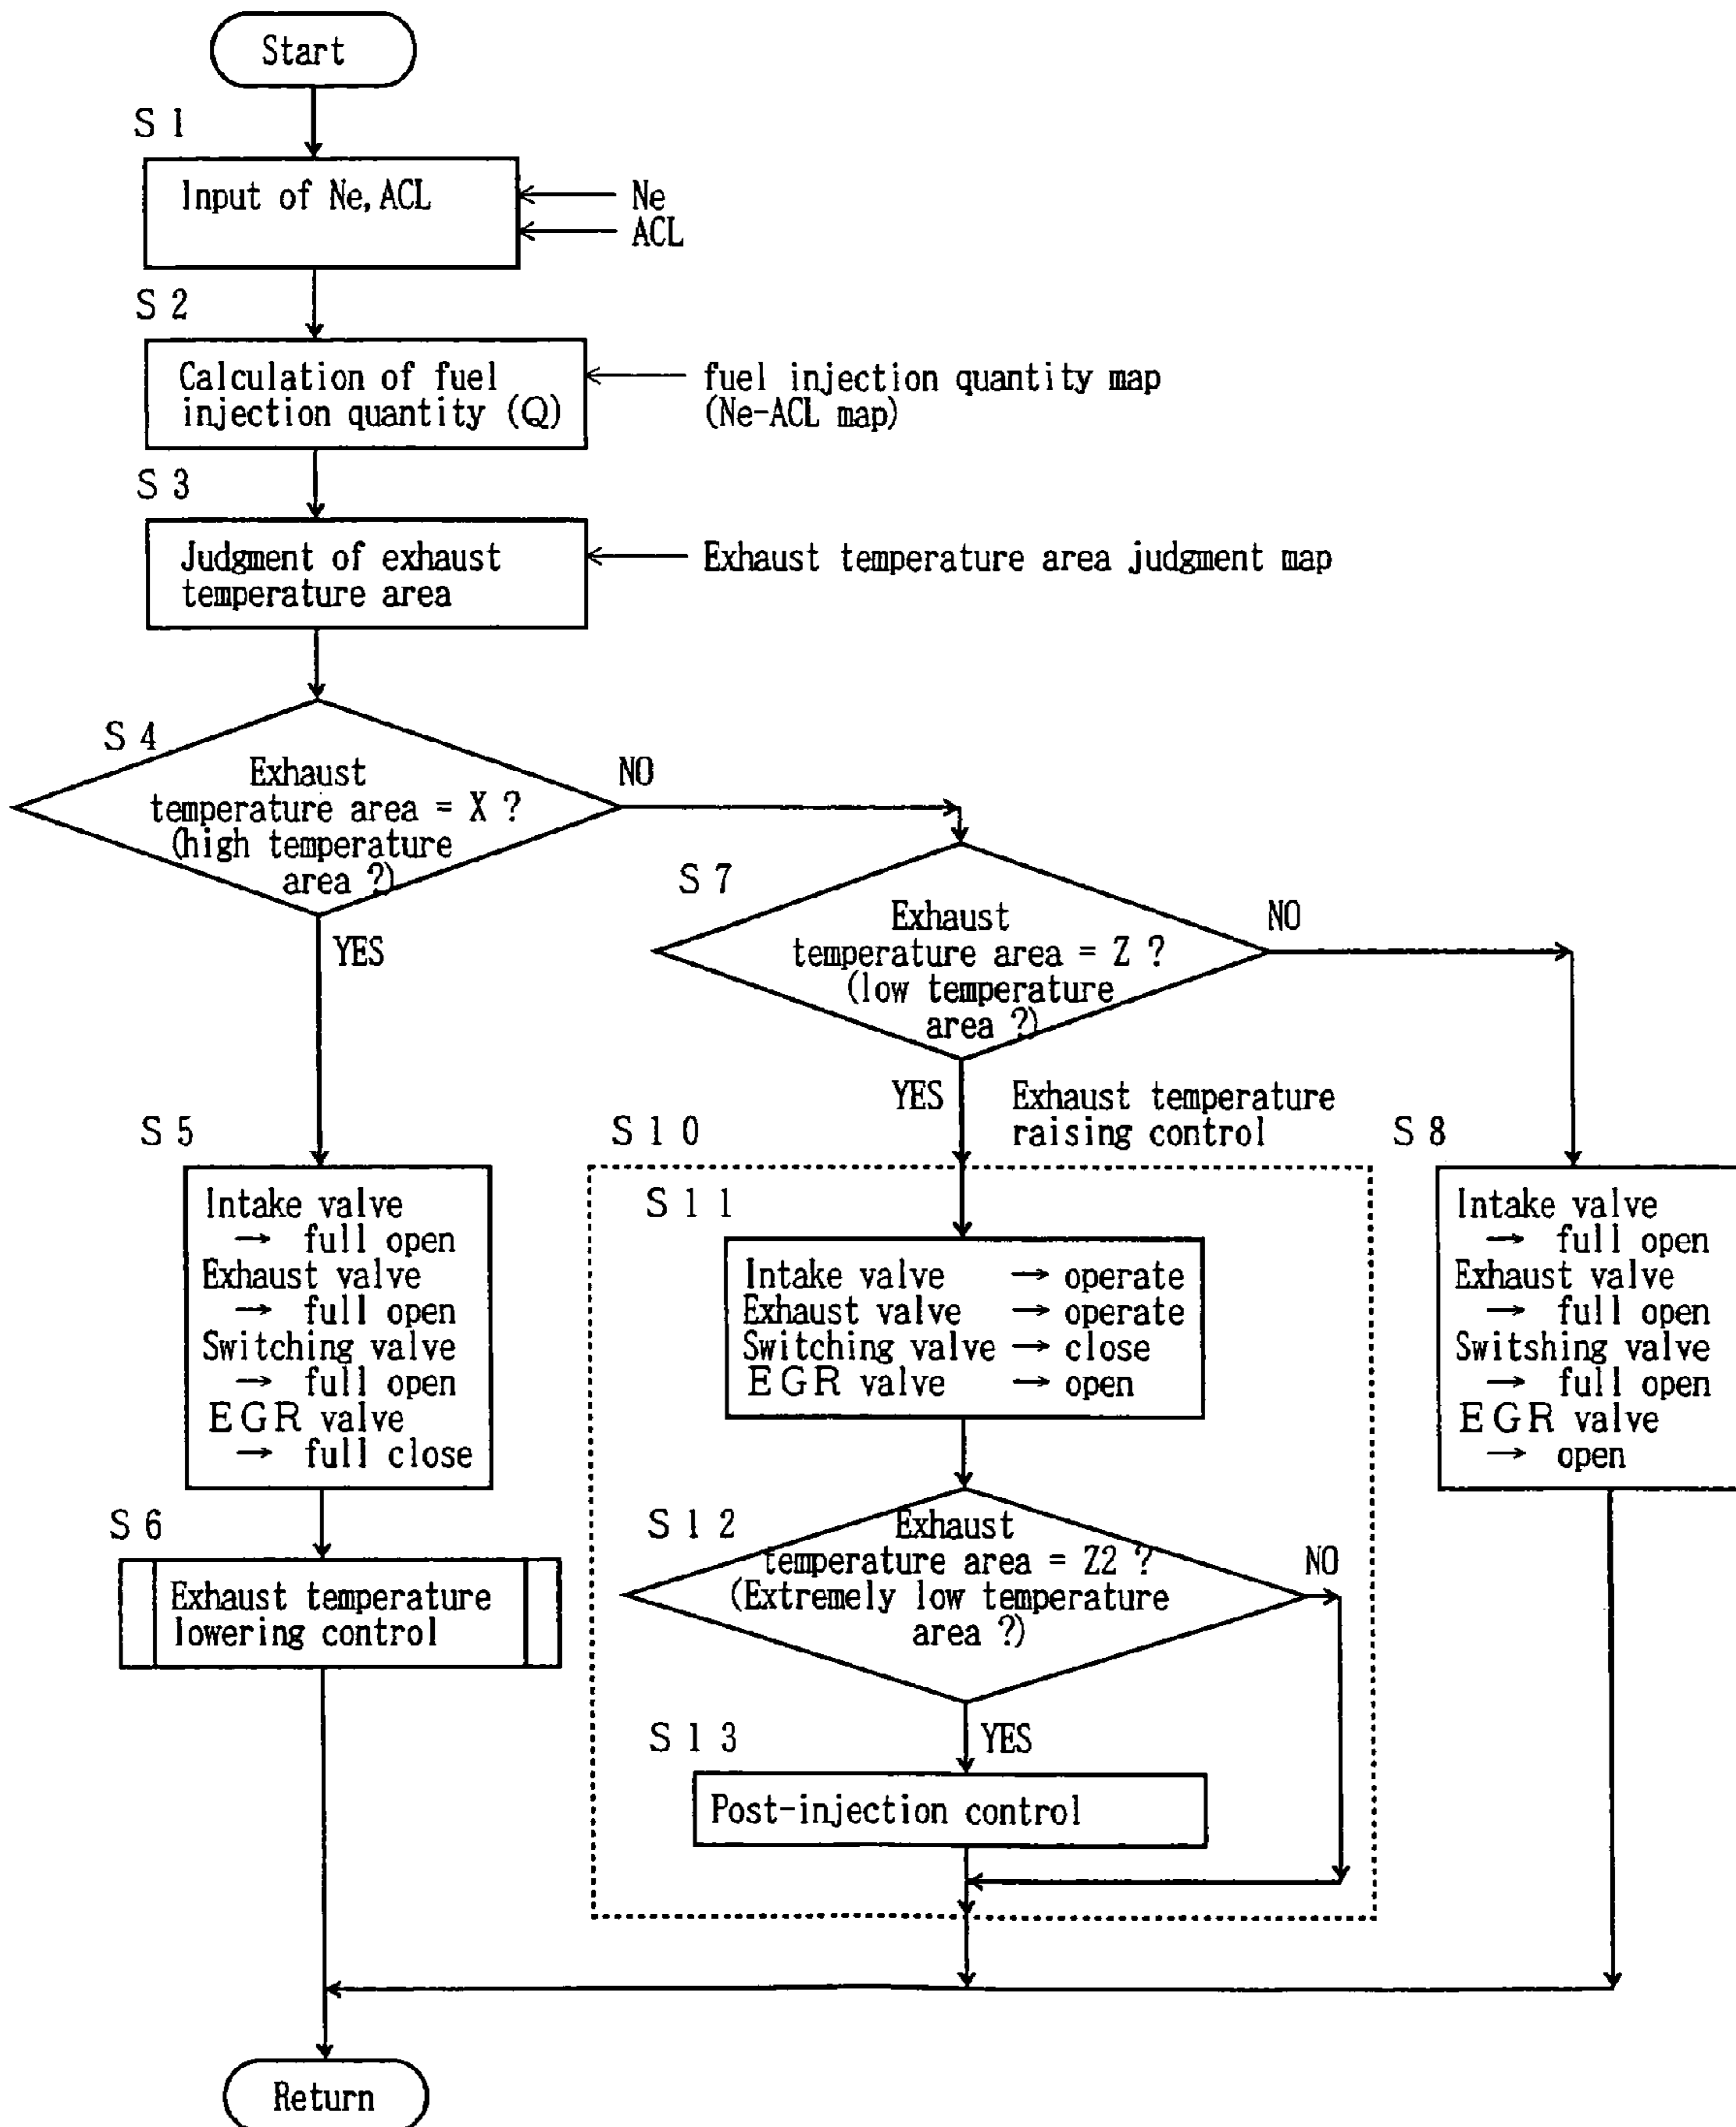 Start
S 1
Input of Ne, ACL
Ne
ACL
S 2
Calculation of fuel
injection quantity (Q)
fuel injection quantity map
(Ne-ACL map)
S 3
Judgment of exhaust
temperature area
Exhaust temperature area judgment map
S 4
Exhaust
temperature area = X ?
(high temperature
area ?)
NO
YES
S 7
Exhaust
temperature area = Z ?
(low temperature
area ?)
NO
YES
Exhaust temperature
raising control
S 5
Intake valve
→ full open
Exhaust valve
→ full open
Switching valve
→ full open
EGR valve
→ full close
S 6
Exhaust temperature
lowering control
S 1 0
S 1 1
Intake valve → operate
Exhaust valve → operate
Switching valve → close
EGR valve → open
S 1 2
Exhaust
temperature area = Z2 ?
(Extremely low temperature
area ?)
NO
YES
S 1 3
Post-injection control
S 8
Intake valve
→ full open
Exhaust valve
→ full open
Switshing valve
→ full open
EGR valve
→ open
Return